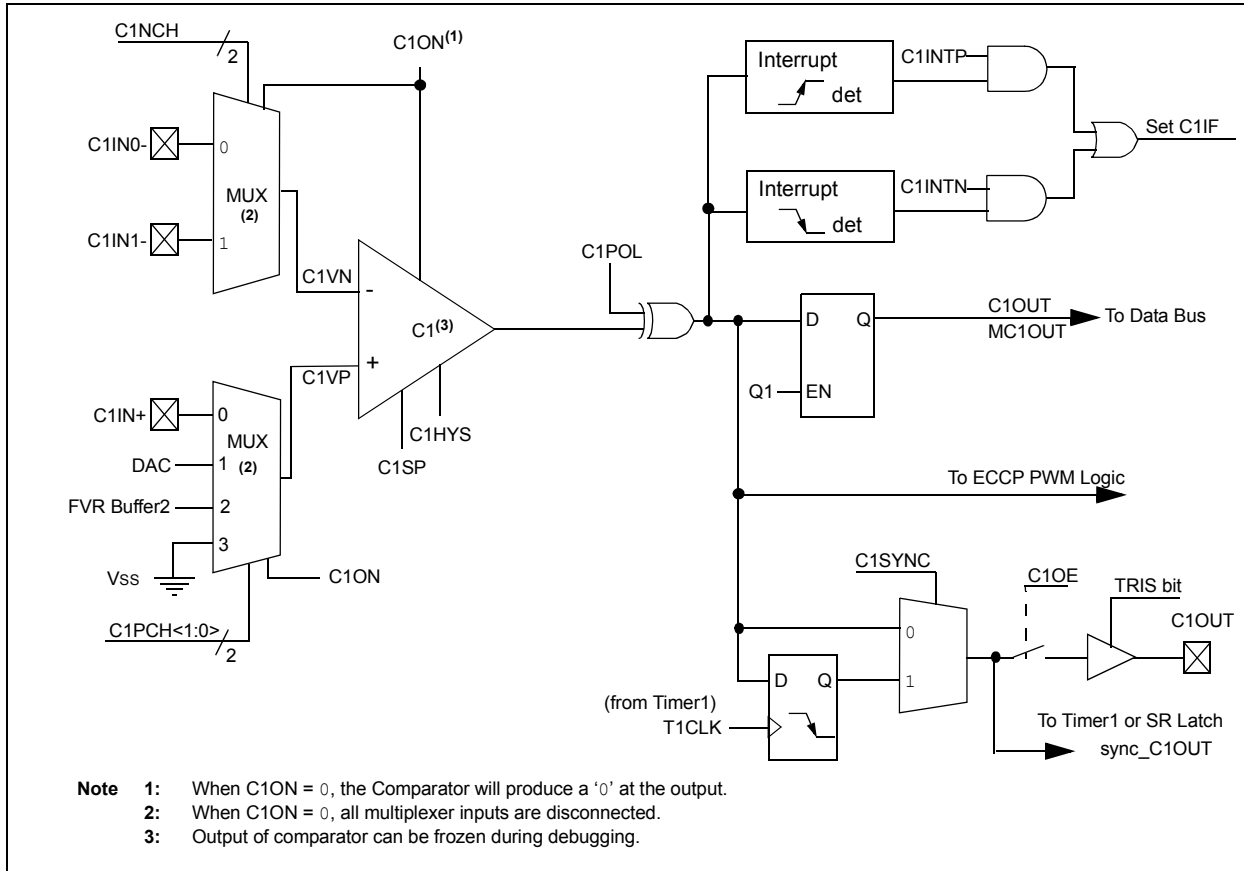 C1NCH
2
C1ON(1)
C1IN0-
0
MUX
(2)
C1IN1-
1
C1VN
-
C1(3)
+
C1VP
C1HYS
C1SP
C1IN+
0
MUX
(2)
DAC
1
FVR Buffer2
2
3
VSS
C1ON
C1PCH<1:0>
2
C1POL
Interrupt
det
C1INTP
Interrupt
det
C1INTN
Set C1IF
D Q
EN
Q1
C1OUT
MC1OUT
To Data Bus
To ECCP PWM Logic
C1SYNC
0
1
C1OE
TRIS bit
C1OUT
D Q
(from Timer1)
T1CLK
To Timer1 or SR Latch
sync_C1OUT
Note 1: When C1ON = 0, the Comparator will produce a ‘0’ at the output.
2: When C1ON = 0, all multiplexer inputs are disconnected.
3: Output of comparator can be frozen during debugging.